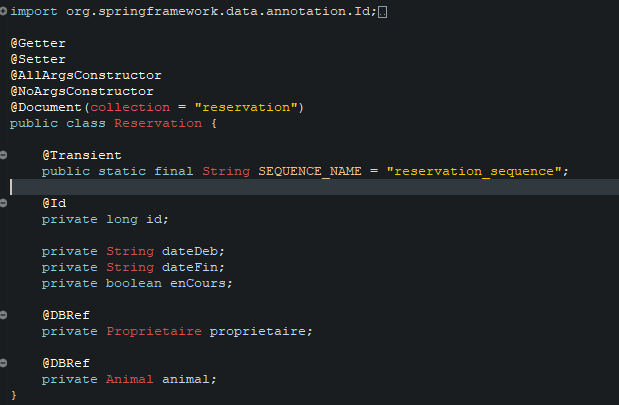 import org.springframework.data.annotation.Id;
@Getter
@Setter
@AllArgsConstructor
@NoArgsConstructor
@Document(collection = "reservation")
public class Reservation {
@Transient
public static final String SEQUENCE_NAME = "reservation_sequence";
@Id
private long id;
private String dateDeb;
private String dateFin;
private boolean enCours;
@DBRef
private Proprietaire proprietaire;
@DBRef
private Animal animal;
}